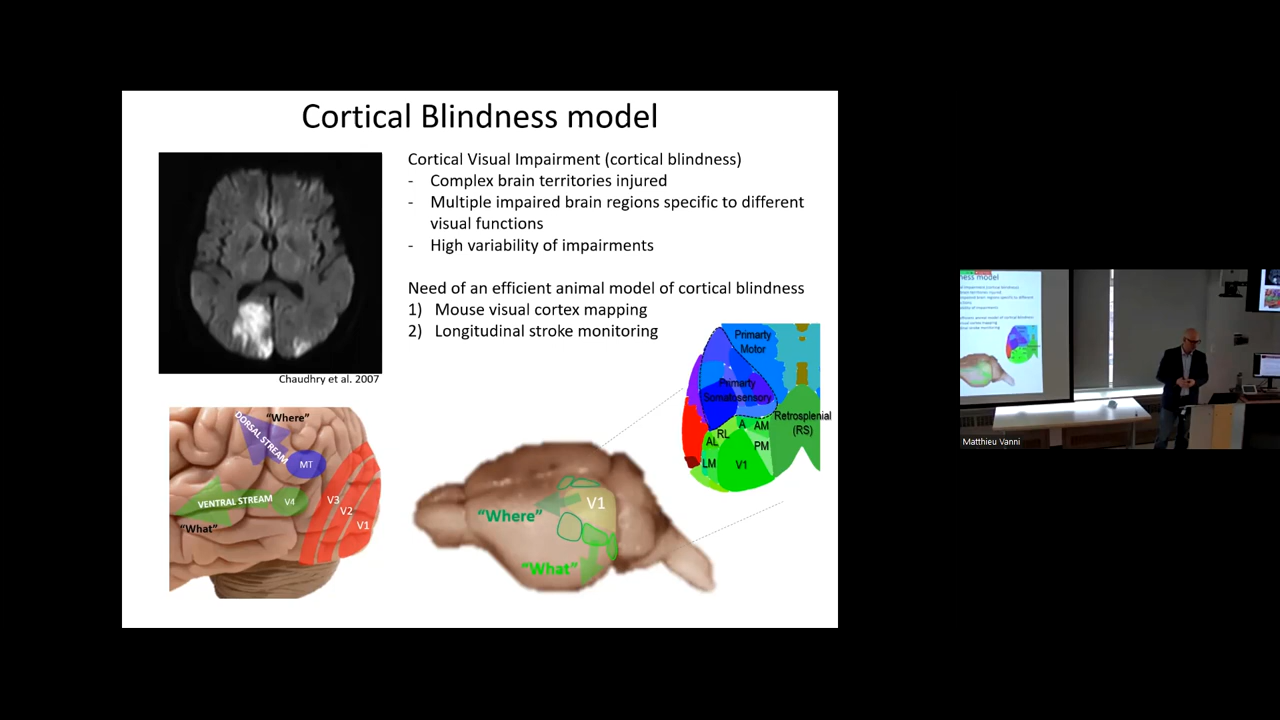 Cortical Blindness model
Cortical Visual Impairment (cortical blindness)
- Complex brain territories injured
- Multiple impaired brain regions specific to different
visual functions
- High variability of impairments
Need of an efficient animal model of cortical blindness
1) Mouse visual cortex mapping
2) Longitudinal stroke monitoring
Chaudhry et al. 2007
"Where"
DORSAL STREAM
MT
VENTRAL STREAM
V4
V3
V2
V1
"What"
V1
"Where"
"What"
Primarty
Motor
Primarty
Somatosensory
Retrosplenial
(RS)
A
AM
RL
AL
PM
LM
V1
Matthieu Vanni